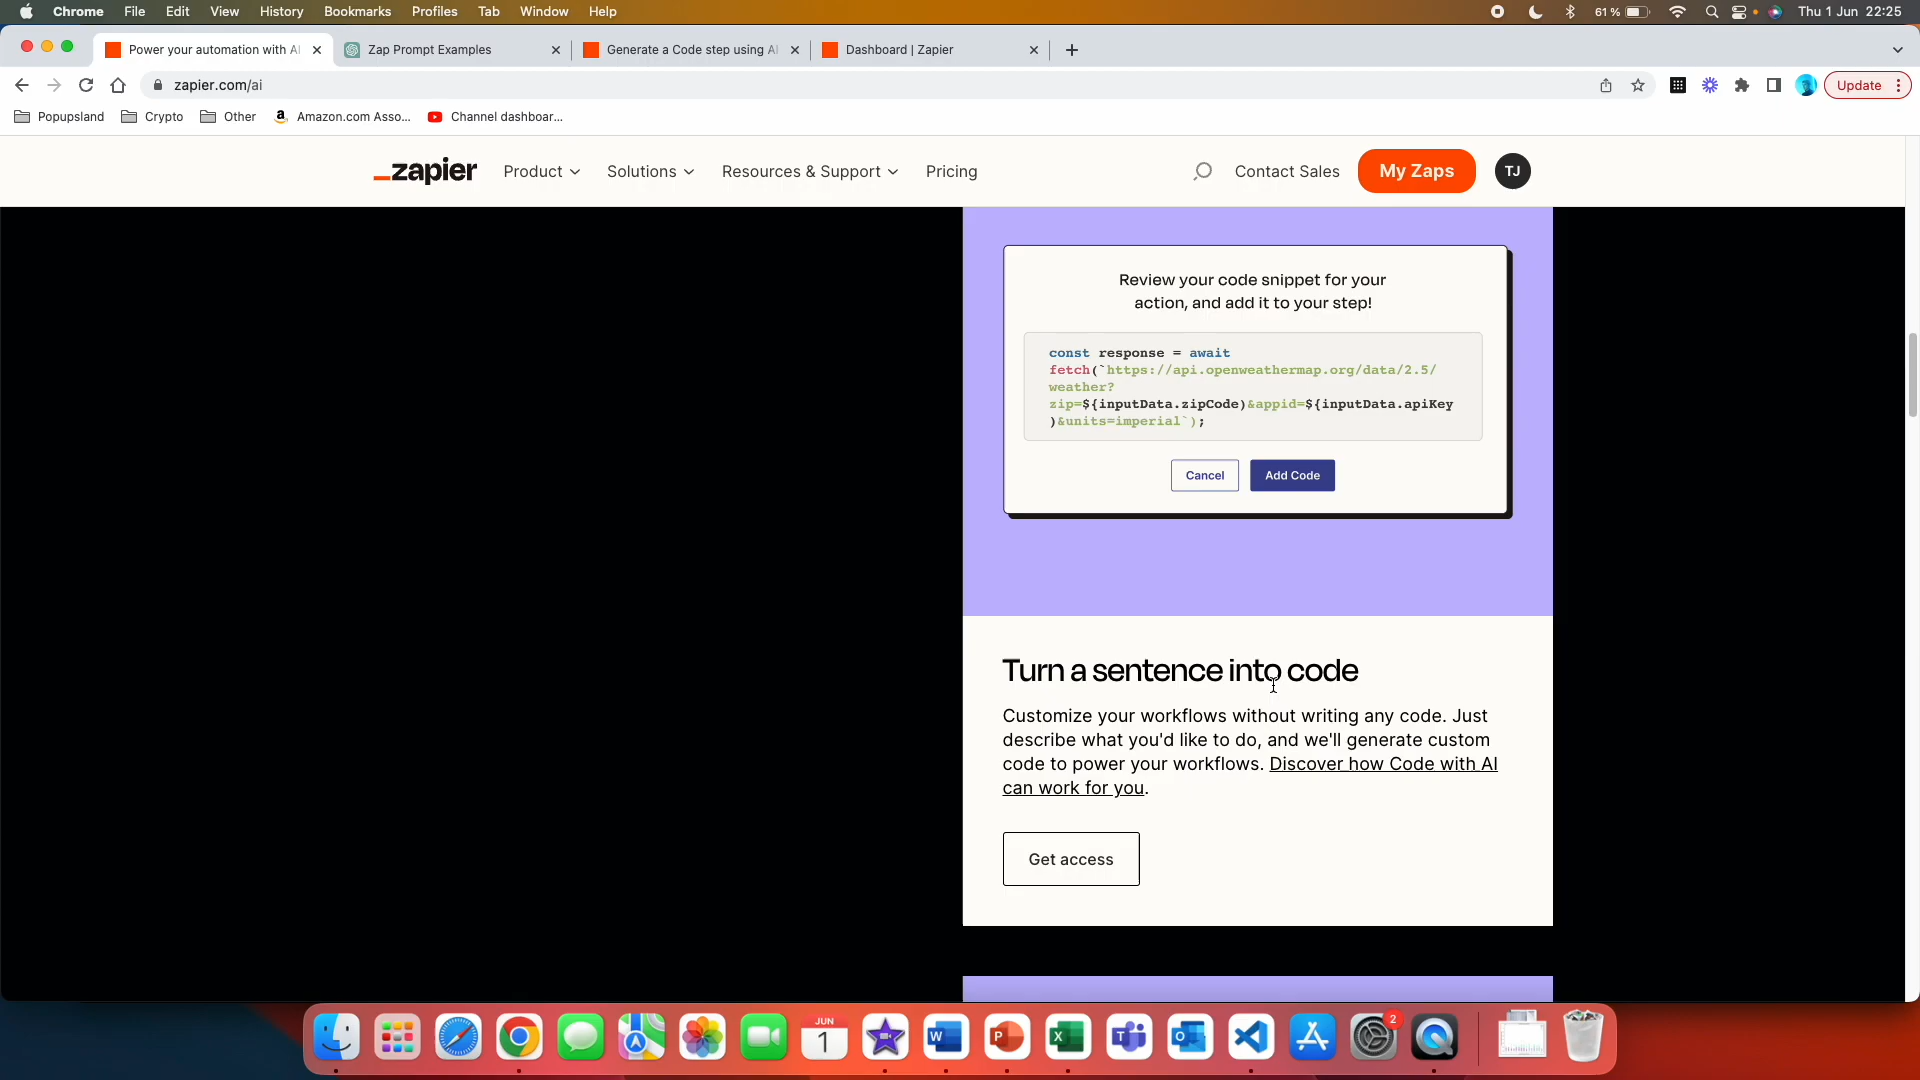 Chrome File Edit View History Bookmarks Profiles Tab Window Help 61 % Thu 1 Jun 22:25
Power your automation with AI Zap Prompt Examples Generate a Code step using AI Dashboard | Zapier
zapier.com/ai Update
Popupsland Crypto Other Amazon.com Asso... Channel dashboar...
zapier Product Solutions Resources & Support Pricing Contact Sales My Zaps TJ
Review your code snippet for your
action, and add it to your step!
const response = await
fetch(`https://api.openweathermap.org/data/2.5/
weather?
zip=${inputData.zipCode)&appid=${inputData.apiKey
)&units=imperial`);
Cancel Add Code
Turn a sentence into code
Customize your workflows without writing any code. Just
describe what you'd like to do, and we'll generate custom
code to power your workflows. Discover how Code with AI
can work for you.
Get access
JUN
1
2